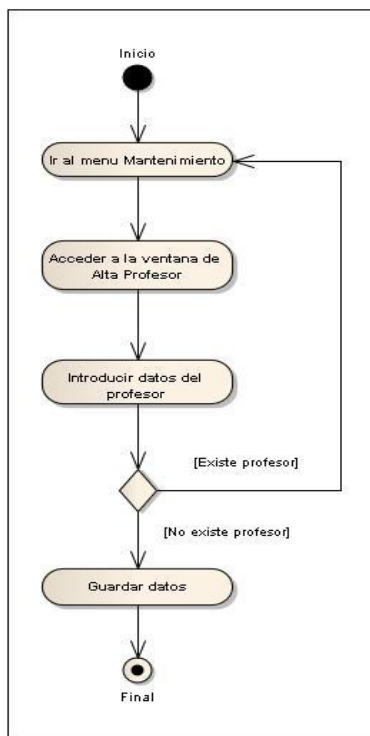 Inicio
Ir al menu Mantenimiento
Acceder a la ventana de
Alta Profesor
Introducir datos del
profesor
[Existe profesor]
[No existe profesor]
Guardar datos
Final